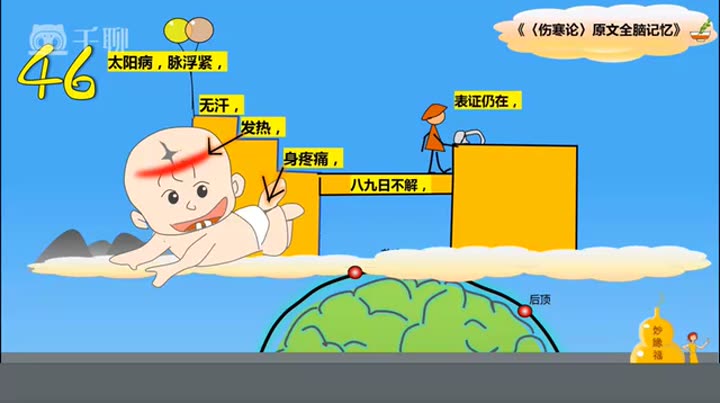 千聊
《〈伤寒论〉原文全脑记忆》
46
太阳病，脉浮紧，
无汗，
发热，
身疼痛，
表证仍在，
八九日不解，
后顶
妙缘福